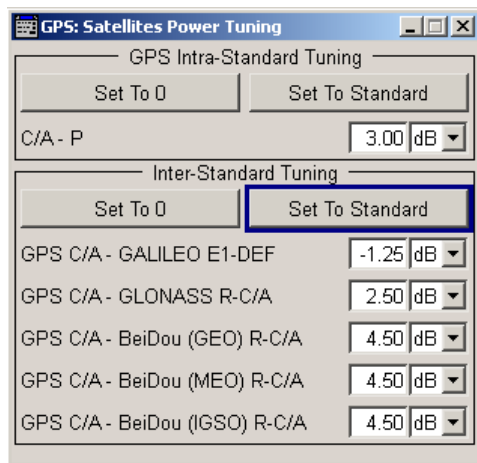 GPS: Satellites Power Tuning
GPS Intra-Standard Tuning
Set To 0 Set To Standard
C/A - P 3.00 dB
Inter-Standard Tuning
Set To 0 Set To Standard
GPS C/A - GALILEO E1-DEF -1.25 dB
GPS C/A - GLONASS R-C/A 2.50 dB
GPS C/A - BeiDou (GEO) R-C/A 4.50 dB
GPS C/A - BeiDou (MEO) R-C/A 4.50 dB
GPS C/A - BeiDou (IGSO) R-C/A 4.50 dB